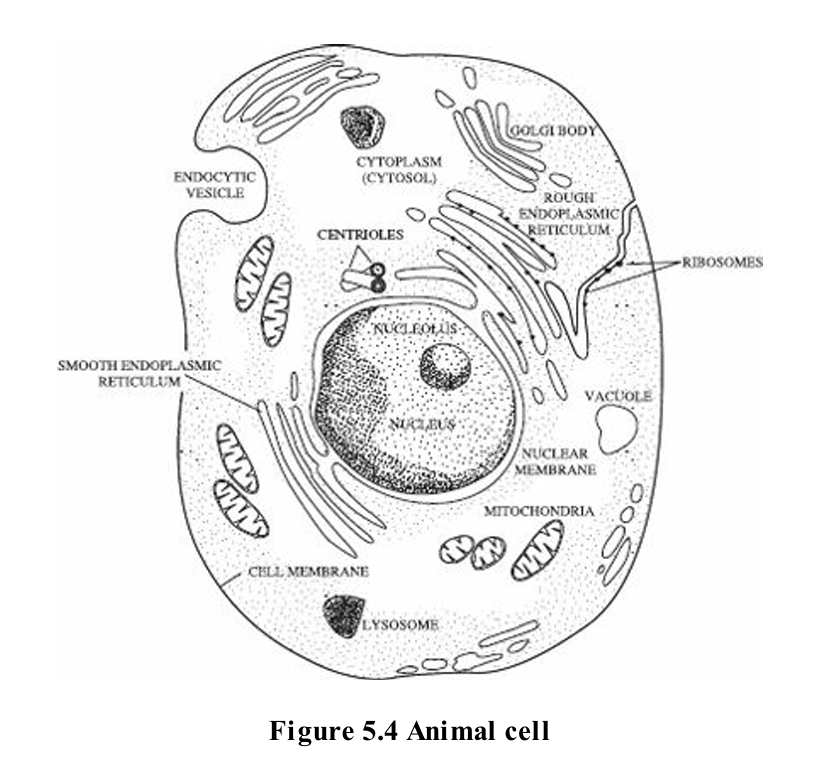 GOLGI BODY
CYTOPLASM
(CYTOSOL)
ENDOCYTIC
VESICLE
ROUGH
ENDOPLASMIC
RETICULUM
CENTRIOLES
RIBOSOMES
NUCLEOLUS
SMOOTH ENDOPLASMIC
RETICULUM
VACUOLE
NUCLEUS
NUCLEAR
MEMBRANE
MITOCHONDRIA
CELL MEMBRANE
LYSOSOME
Figure 5.4 Animal cell